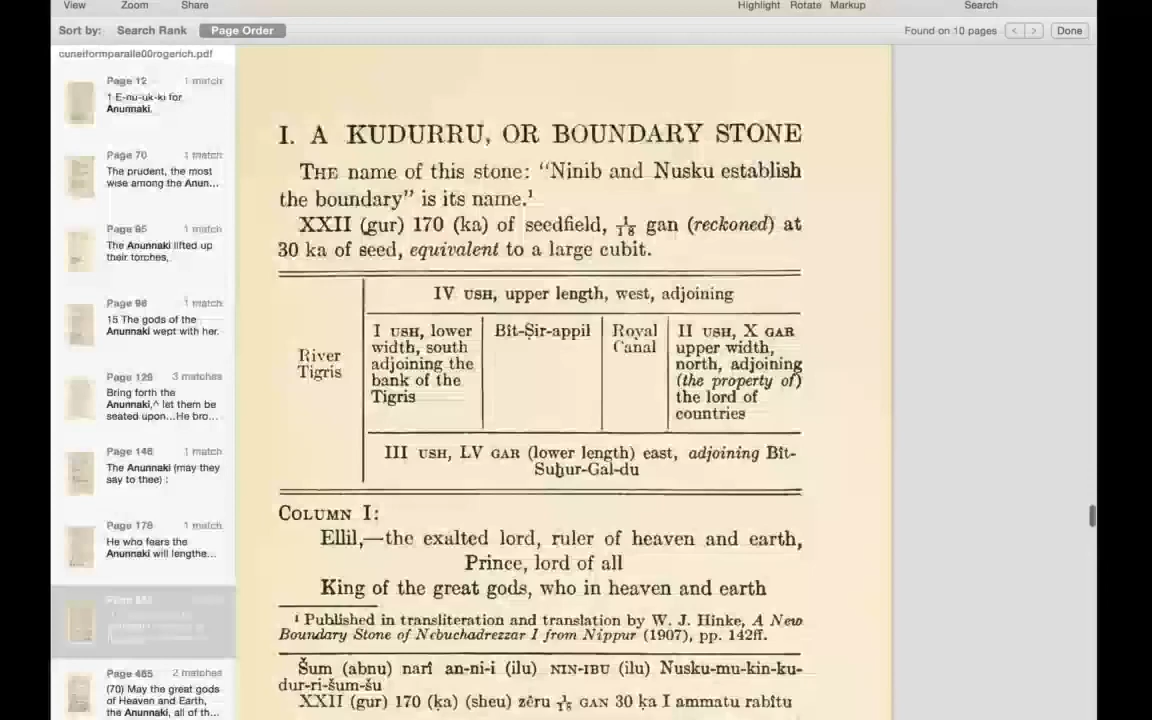 View Zoom Share Highlight Rotate Markup Search
Sort by: Search Rank Page Order Found on 10 pages < > Done
cuneiformparalle00rogerich.pdf
Page 12 1 match
1 E-nu-uk-ki for
Anunnaki.
Page 70 1 match
The prudent, the most
wise among the Anun...
Page 95 1 match
The Anunnaki lifted up
their torches,
Page 96 1 match
15 The gods of the
Anunnaki wept with her.
Page 129 3 matches
Bring forth the
Anunnaki,^ let them be
seated upon...He bro...
Page 146 1 match
The Anunnaki (may they
say to thee) :
Page 178 1 match
He who fears the
Anunnaki will lengthe...
Page 465 2 matches
(70) May the great gods
of Heaven and Earth,
the Anunnaki, all of th...
I. A KUDURRU, OR BOUNDARY STONE
THE name of this stone: "Ninib and Nusku establish
the boundary" is its name.¹
XXII (gur) 170 (ka) of seedfield, 1/18 gan (reckoned) at
30 ka of seed, equivalent to a large cubit.
IV USH, upper length, west, adjoining
River
Tigris
I USH, lower
width, south
adjoining the
bank of the
Tigris
Bît-Ṣir-appil
Royal
Canal
II USH, X GAR
upper width,
north, adjoining
(the property of)
the lord of
countries
III USH, LV GAR (lower length) east, adjoining Bît-
Suḫur-Gal-du
COLUMN I:
Ellil,—the exalted lord, ruler of heaven and earth,
Prince, lord of all
King of the great gods, who in heaven and earth
¹ Published in transliteration and translation by W. J. Hinke, A New
Boundary Stone of Nebuchadrezzar I from Nippur (1907), pp. 142ff.
Šum (abnu) narî an-ni-i (ilu) NIN-IBU (ilu) Nusku-mu-kin-ku-
dur-ri-šum-šu
XXII (gur) 170 (ḳa) (sheu) zêru 1/18 GAN 30 ḳa I ammatu rabîtu